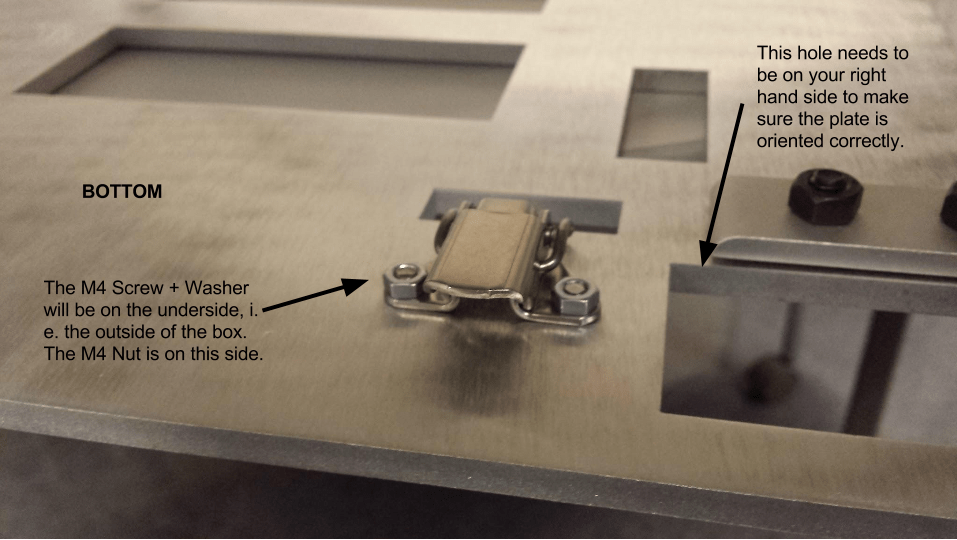 This hole needs to
be on your right
hand side to make
sure the plate is
oriented correctly.
BOTTOM
The M4 Screw + Washer
will be on the underside, i.
e. the outside of the box.
The M4 Nut is on this side.